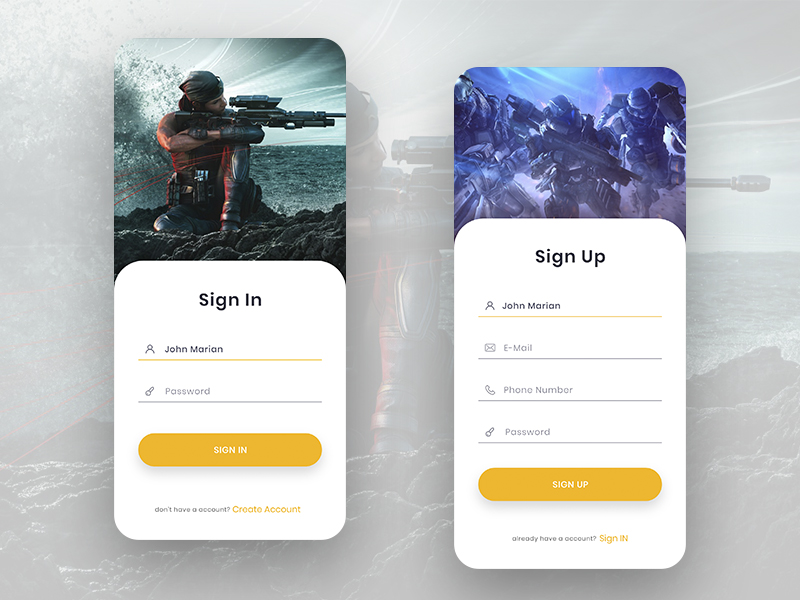 Sign In
John Marian
Password
SIGN IN
don't have a account? Create Account
Sign Up
John Marian
E-Mail
Phone Numbor
Password
SIGN UP
already have a account? Sign IN